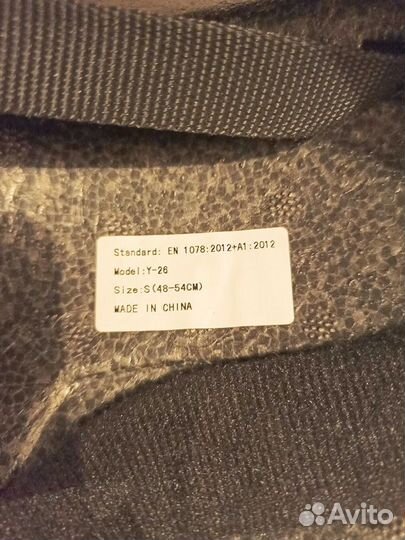 Standard: EN 1078:2012+A1:2012
Model:Y-26
Size:S(48-54CM)
MADE IN CHINA
Avito